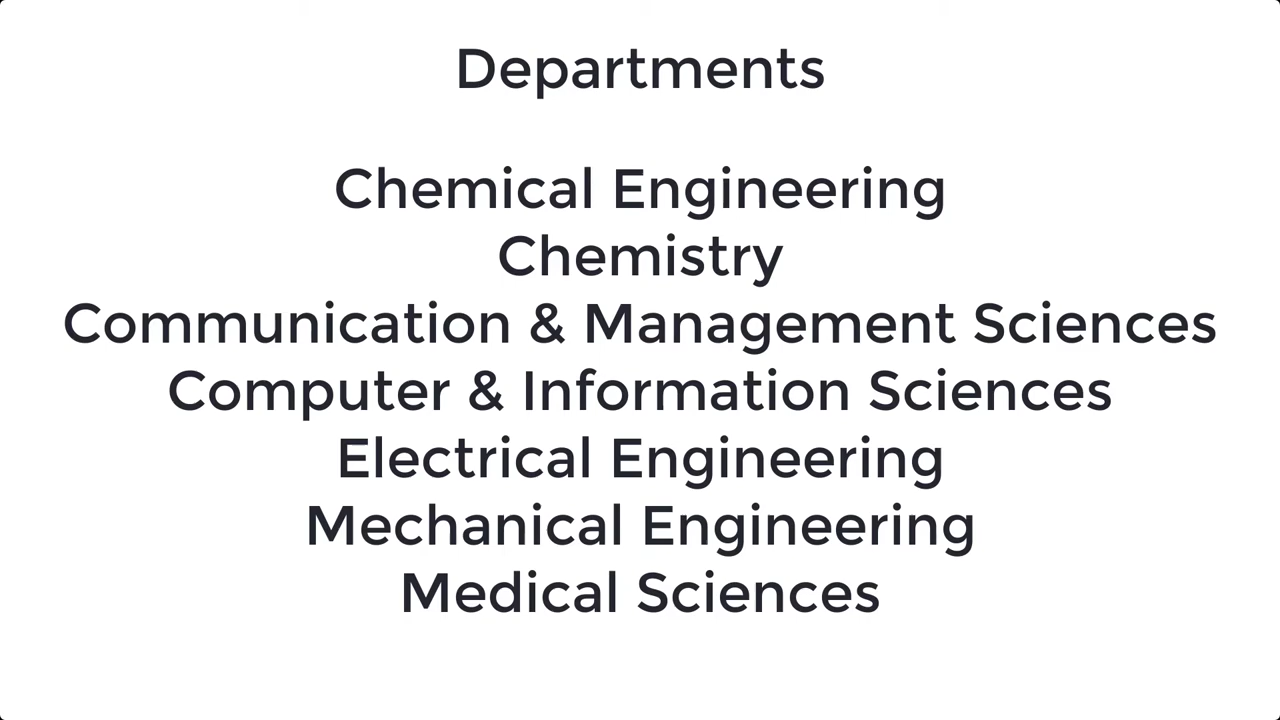 Departments
Chemical Engineering
Chemistry
Communication & Management Sciences
Computer & Information Sciences
Electrical Engineering
Mechanical Engineering
Medical Sciences